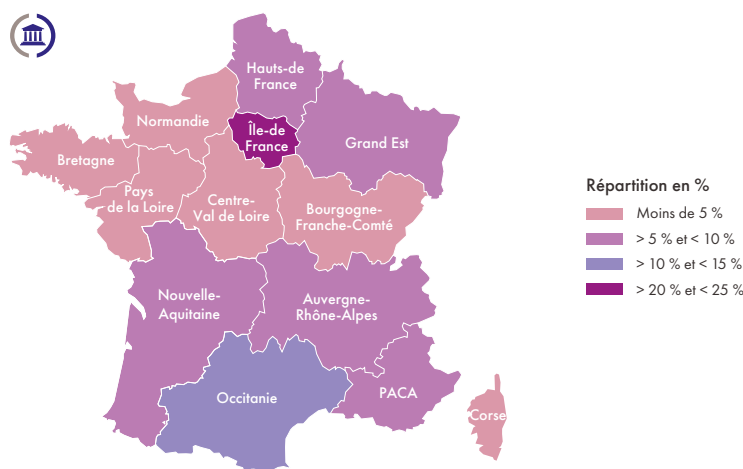 Hauts-de
France
Normandie
Île-de
France
Grand Est
Bretagne
Pays
de la Loire
Centre-
Val de Loire
Bourgogne-
Franche-Comté
Nouvelle-
Aquitaine
Auvergne-
Rhône-Alpes
Occitanie
PACA
Corse
Répartition en %
Moins de 5 %
> 5 % et < 10 %
> 10 % et < 15 %
> 20 % et < 25 %